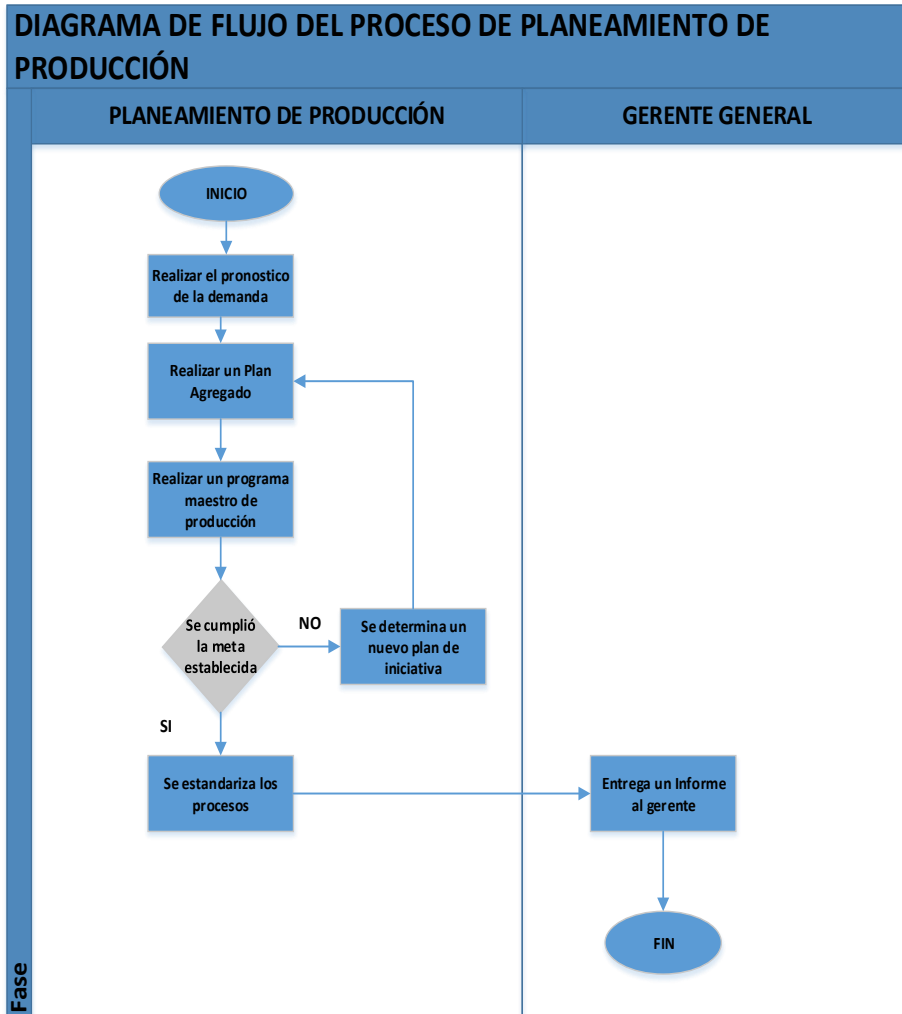 DIAGRAMA DE FLUJO DEL PROCESO DE PLANEAMIENTO DE
PRODUCCIÓN
PLANEAMIENTO DE PRODUCCIÓN
GERENTE GENERAL
INICIO
Realizar el pronostico
de la demanda
Realizar un Plan
Agregado
Realizar un programa
maestro de
producción
Se cumplió
la meta
establecida
NO
Se determina un
nuevo plan de
iniciativa
SI
Se estandariza los
procesos
Entrega un Informe
al gerente
FIN
Fase